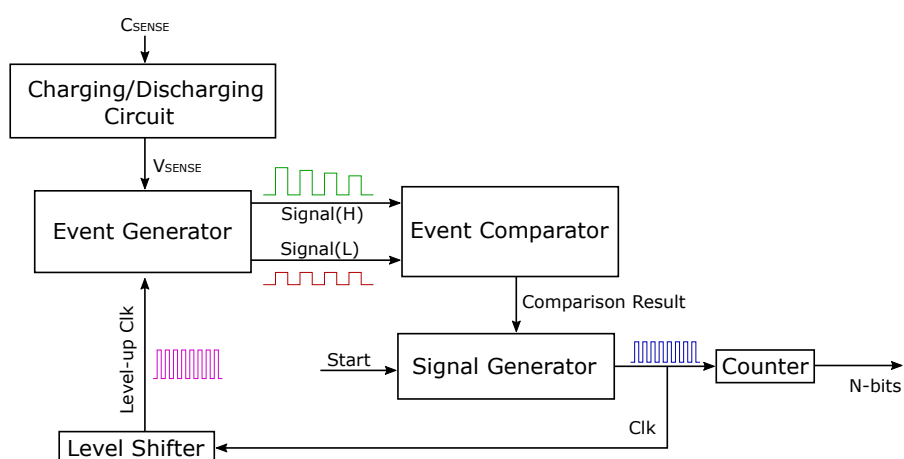 CSENSE
Charging/Discharging
Circuit
VSENSE
Event Generator
Signal(H)
Signal(L)
Event Comparator
Comparison Result
Level-up Clk
Start
Signal Generator
Counter
N-bits
Clk
Level Shifter